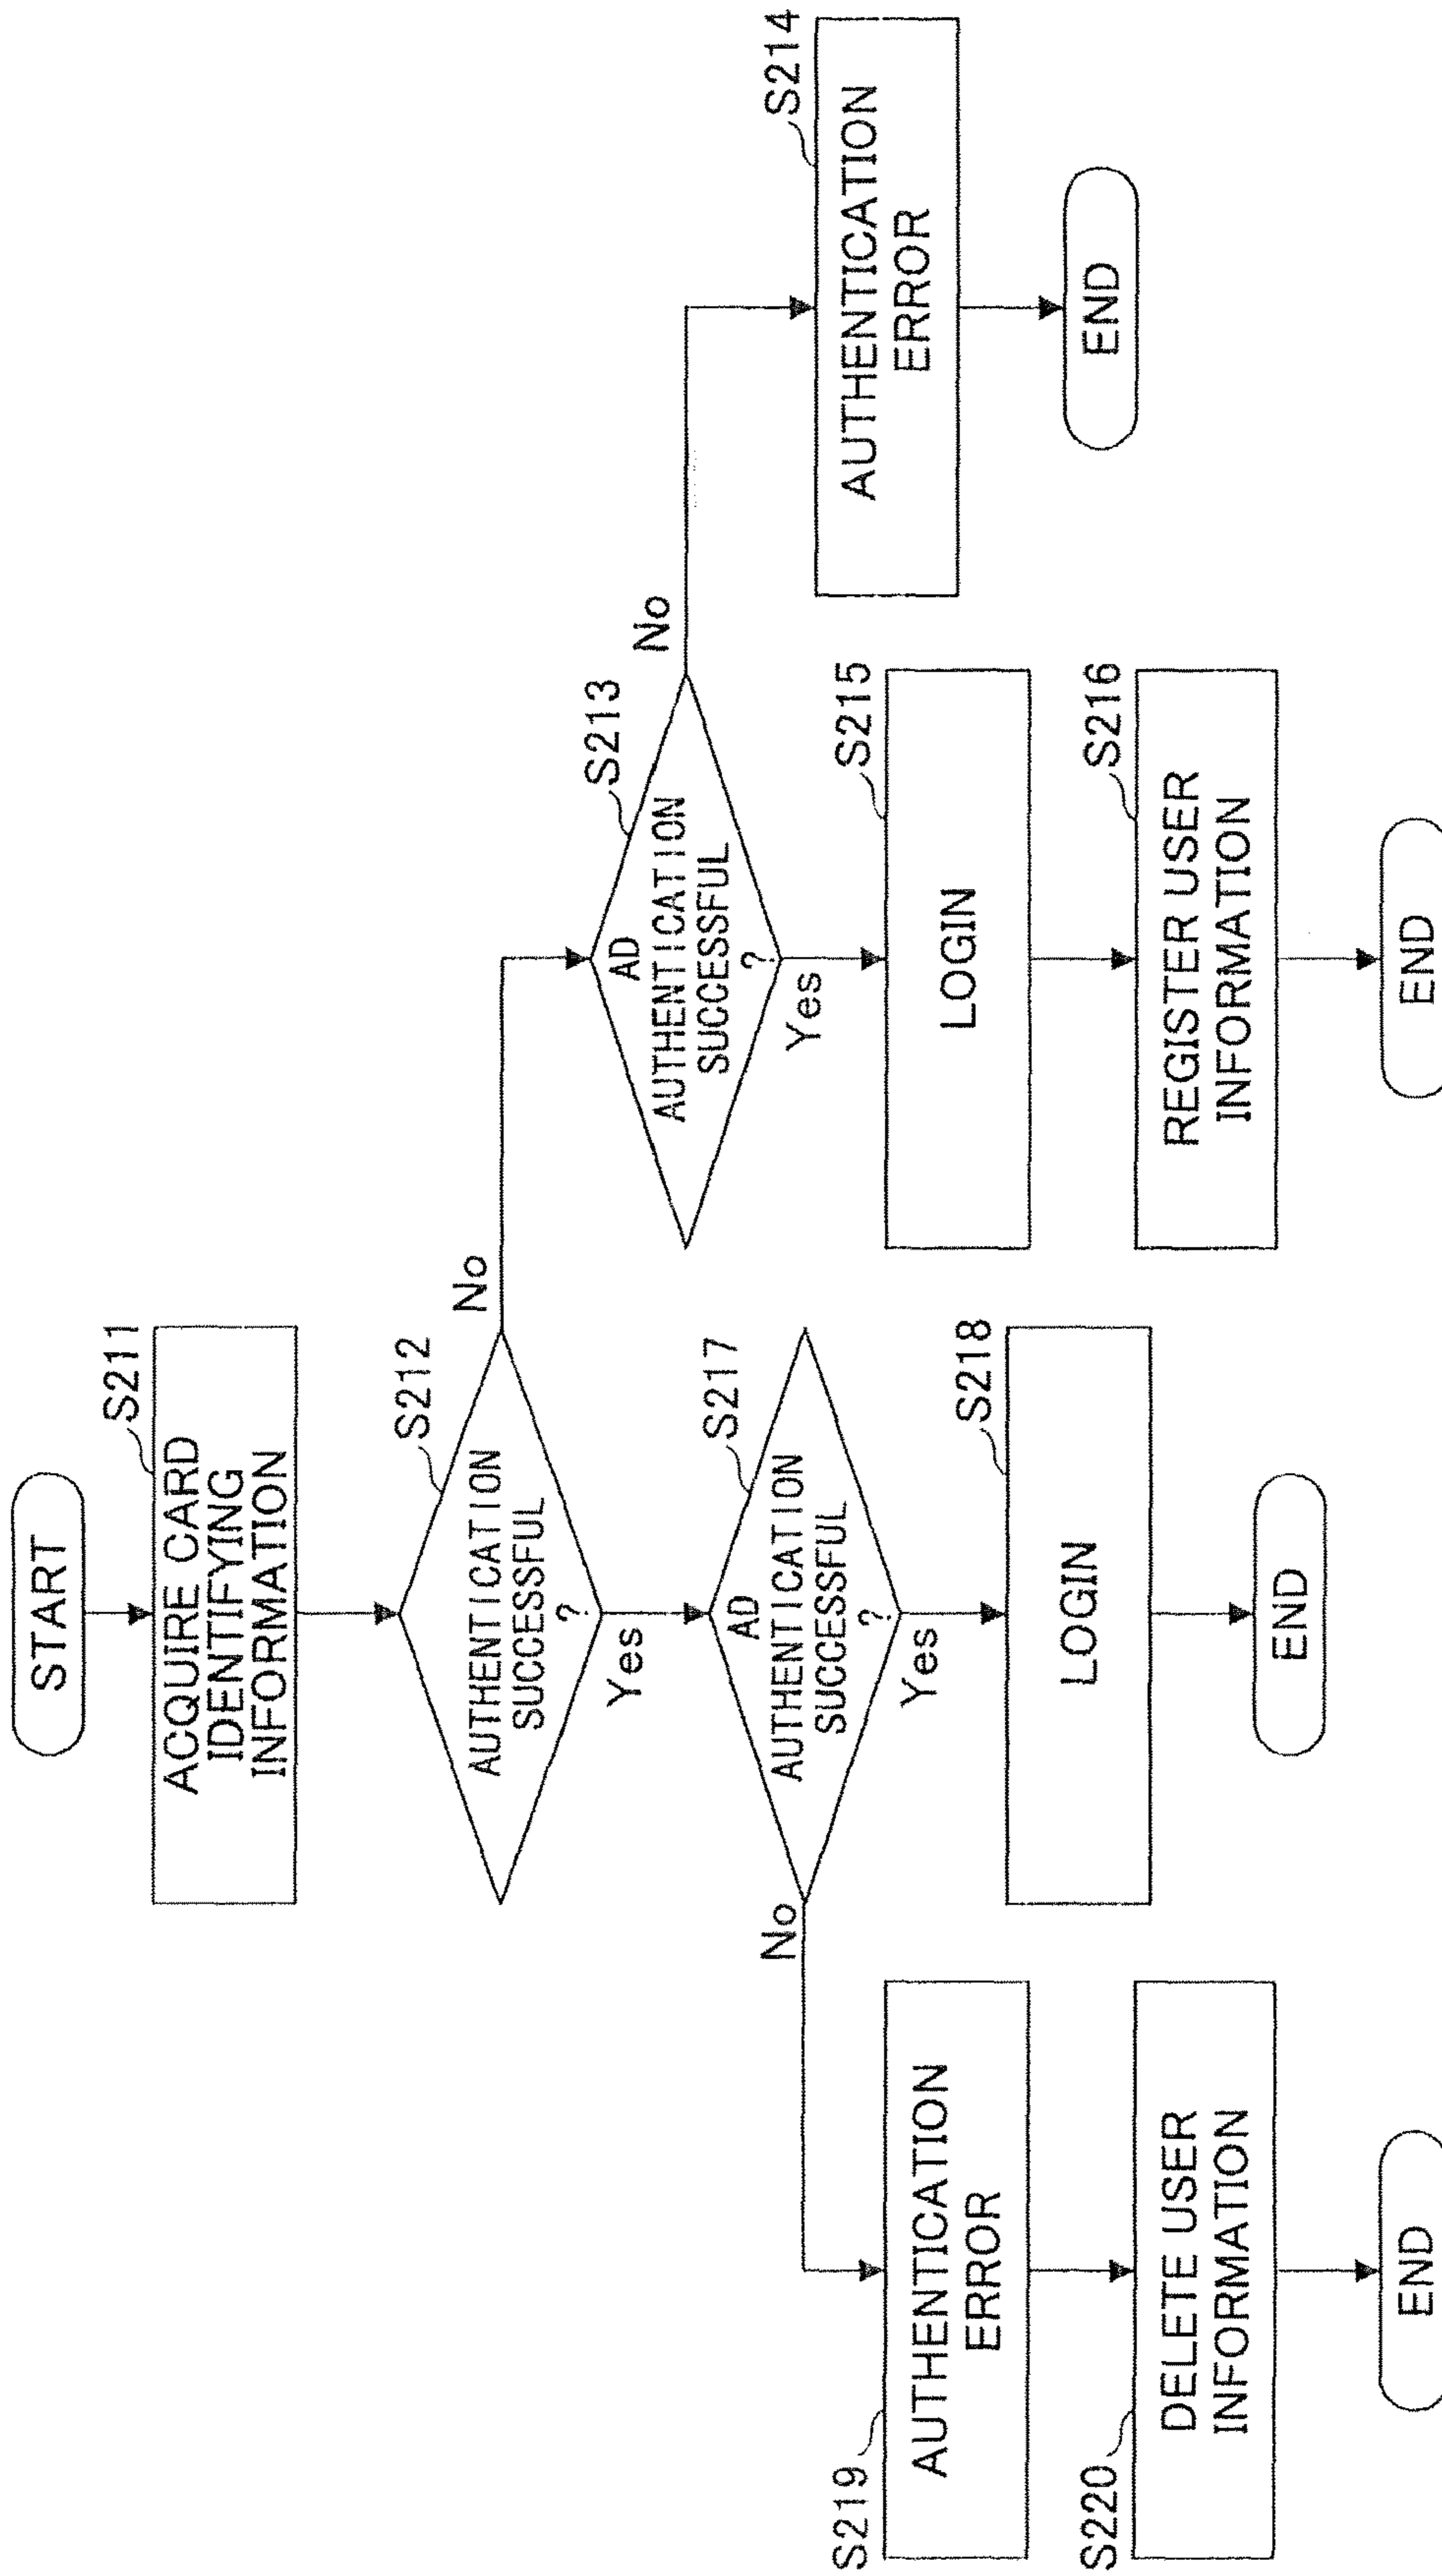 START
S211
ACQUIRE CARD
IDENTIFYING
INFORMATION
S212
AUTHENTICATION
SUCCESSFUL
?
No
Yes
S213
AD
AUTHENTICATION
SUCCESSFUL
?
No
Yes
S214
AUTHENTICATION
ERROR
END
S215
LOGIN
S216
REGISTER USER
INFORMATION
END
S217
AD
AUTHENTICATION
SUCCESSFUL
?
No
Yes
S218
LOGIN
END
S219
AUTHENTICATION
ERROR
S220
DELETE USER
INFORMATION
END